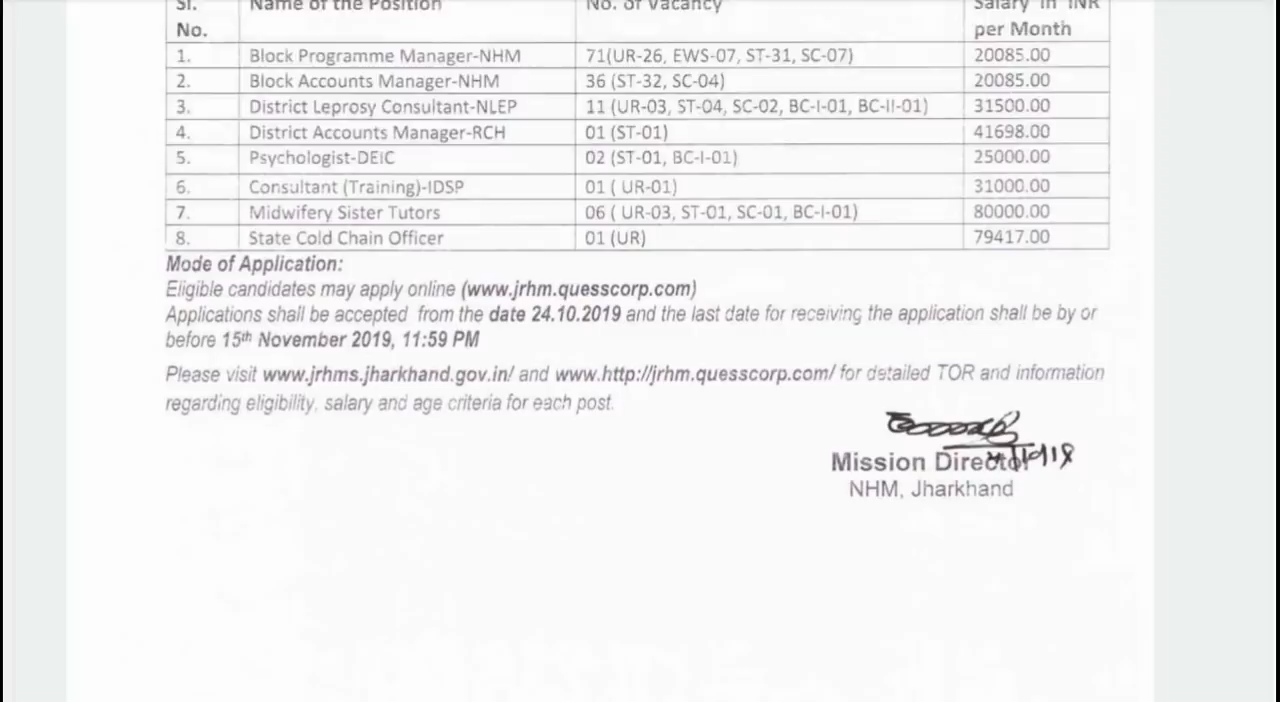 Sl. Name of the Position No. of Vacancy Salary in INR
No. per Month
1. Block Programme Manager-NHM 71(UR-26, EWS-07, ST-31, SC-07) 20085.00
2. Block Accounts Manager-NHM 36 (ST-32, SC-04) 20085.00
3. District Leprosy Consultant-NLEP 11 (UR-03, ST-04, SC-02, BC-I-01, BC-II-01) 31500.00
4. District Accounts Manager-RCH 01 (ST-01) 41698.00
5. Psychologist-DEIC 02 (ST-01, BC-I-01) 25000.00
6. Consultant (Training)-IDSP 01 ( UR-01) 31000.00
7. Midwifery Sister Tutors 06 ( UR-03, ST-01, SC-01, BC-I-01) 80000.00
8. State Cold Chain Officer 01 (UR) 79417.00
Mode of Application:
Eligible candidates may apply online (www.jrhm.quesscorp.com)
Applications shall be accepted from the date 24.10.2019 and the last date for receiving the application shall be by or
before 15th November 2019, 11:59 PM
Please visit www.jrhms.jharkhand.gov.in/ and www.http://jrhm.quesscorp.com/ for detailed TOR and information
regarding eligibility, salary and age criteria for each post.
Mission Director
NHM, Jharkhand